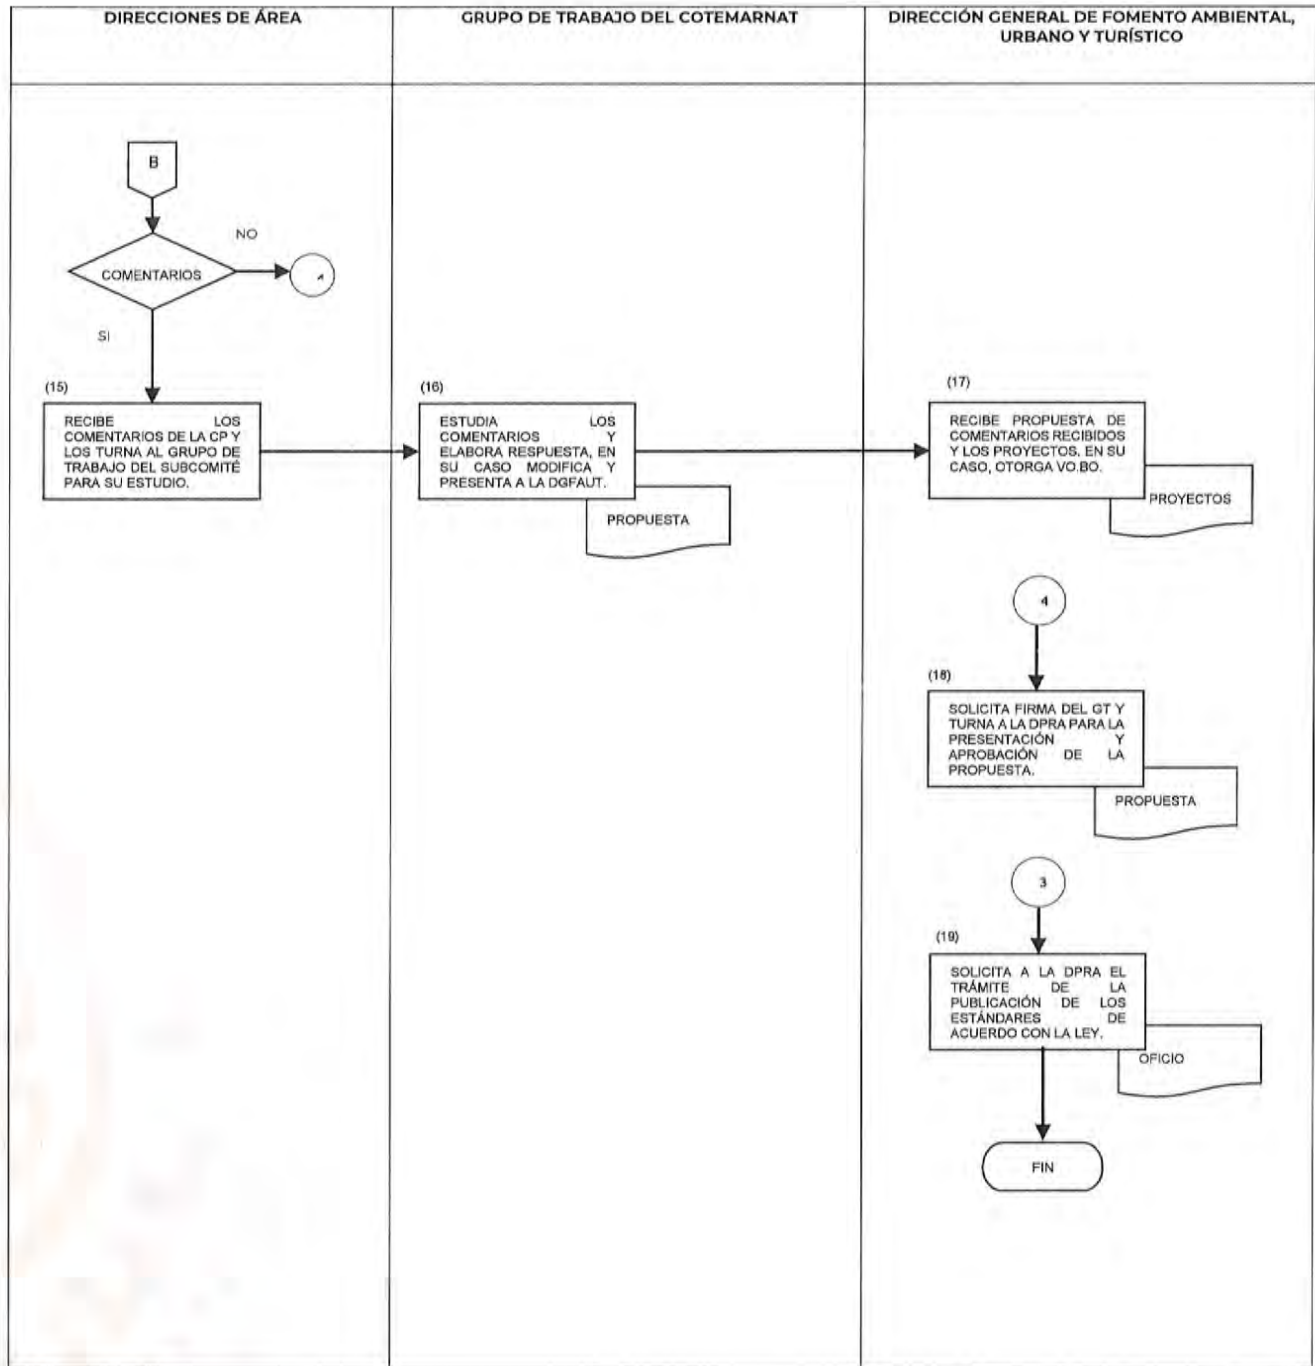 DIRECCIONES DE ÁREA
GRUPO DE TRABAJO DEL COTEMARNAT
DIRECCIÓN GENERAL DE FOMENTO AMBIENTAL,
URBANO Y TURÍSTICO
B
NO
COMENTARIOS
SI
(15)
RECIBE LOS
COMENTARIOS DE LA CP Y
LOS TURNA AL GRUPO DE
TRABAJO DEL SUBCOMITÉ
PARA SU ESTUDIO.
(16)
ESTUDIA LOS
COMENTARIOS Y
ELABORA RESPUESTA, EN
SU CASO MODIFICA Y
PRESENTA A LA DGFAUT.
PROPUESTA
(17)
RECIBE PROPUESTA DE
COMENTARIOS RECIBIDOS
Y LOS PROYECTOS. EN SU
CASO, OTORGA VO.BO.
PROYECTOS
4
(18)
SOLICITA FIRMA DEL GT Y
TURNA A LA DPRA PARA LA
PRESENTACIÓN Y
APROBACIÓN DE LA
PROPUESTA.
PROPUESTA
3
(19)
SOLICITA A LA DPRA EL
TRÁMITE DE LA
PUBLICACIÓN DE LOS
ESTÁNDARES DE
ACUERDO CON LA LEY.
OFICIO
FIN